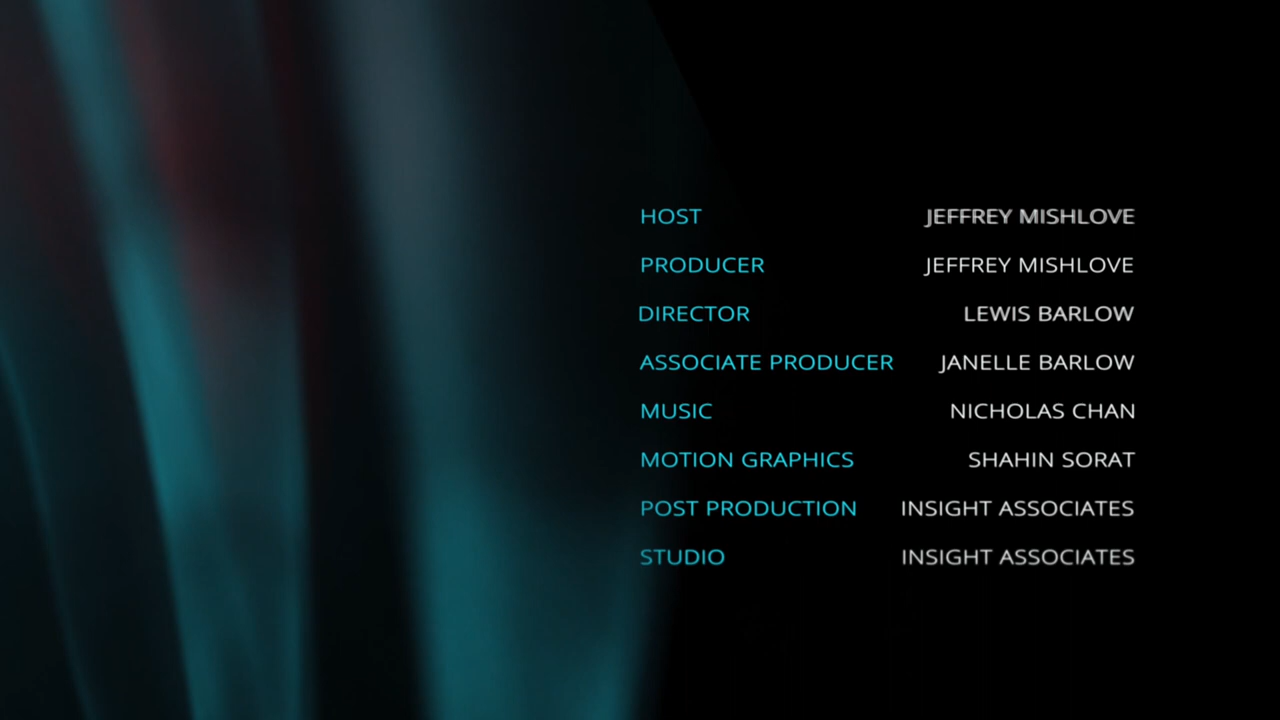 HOST JEFFREY MISHLOVE
PRODUCER JEFFREY MISHLOVE
DIRECTOR LEWIS BARLOW
ASSOCIATE PRODUCER JANELLE BARLOW
MUSIC NICHOLAS CHAN
MOTION GRAPHICS SHAHIN SORAT
POST PRODUCTION INSIGHT ASSOCIATES
STUDIO INSIGHT ASSOCIATES